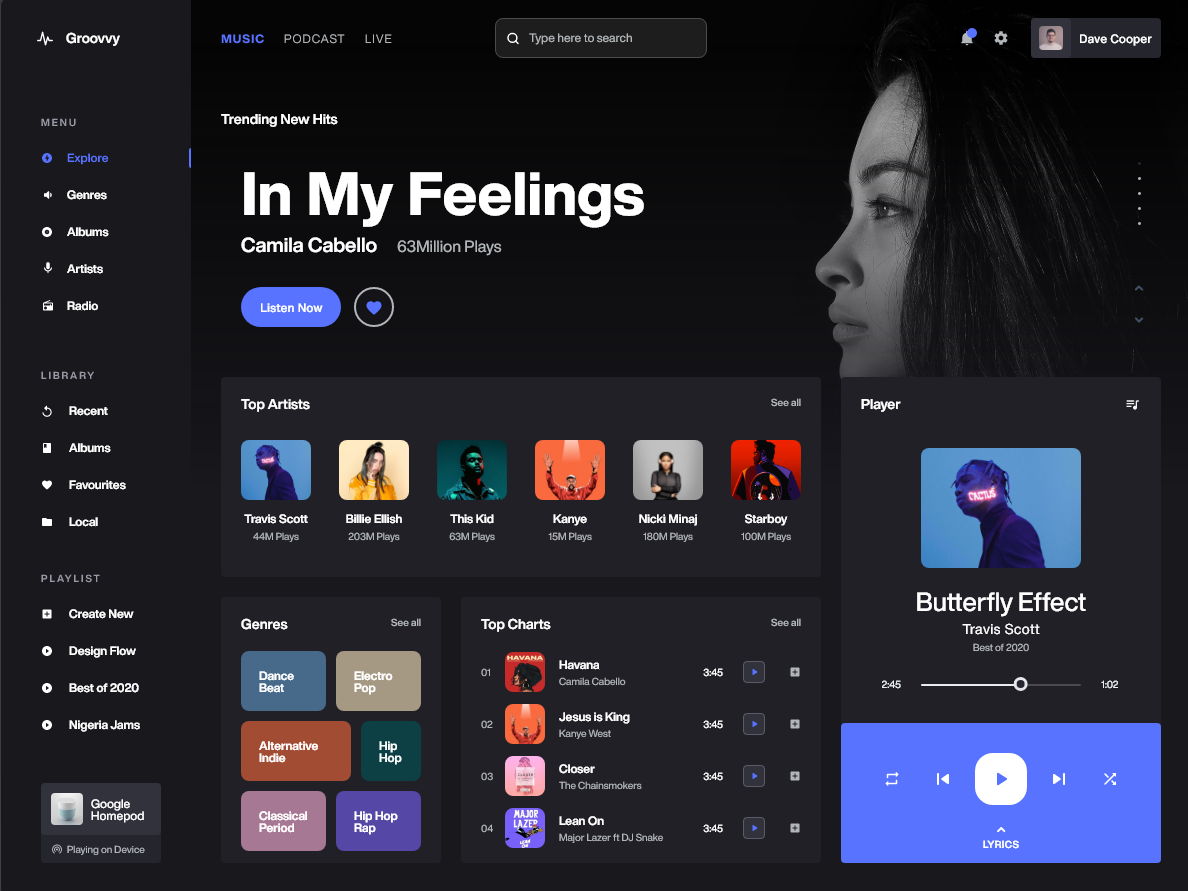 Groovvy
MUSIC PODCAST LIVE
Type here to search
Dave Cooper
MENU
Explore
Genres
Albums
Artists
Radio
LIBRARY
Recent
Albums
Favourites
Local
PLAYLIST
Create New
Design Flow
Best of 2020
Nigeria Jams
Google
Homepod
Playing on Device
Trending New Hits
In My Feelings
Camila Cabello 63Million Plays
Listen Now
Top Artists See all
Travis Scott
44M Plays
Billie Ellish
203M Plays
This Kid
63M Plays
Kanye
15M Plays
Nicki Minaj
180M Plays
Starboy
100M Plays
Genres See all
Dance
Beat
Electro
Pop
Alternative
Indie
Hip
Hop
Classical
Period
Hip Hop
Rap
Top Charts See all
01 HAVANA Havana 3:45
Camila Cabello
02 Jesus is King 3:45
Kanye West
03 CLOSER Closer 3:45
The Chainsmokers
04 MAJOR LAZER LEAN ON Lean On 3:45
Major Lazer ft DJ Snake
Player
CACTUS
Butterfly Effect
Travis Scott
Best of 2020
2:45 1:02
LYRICS